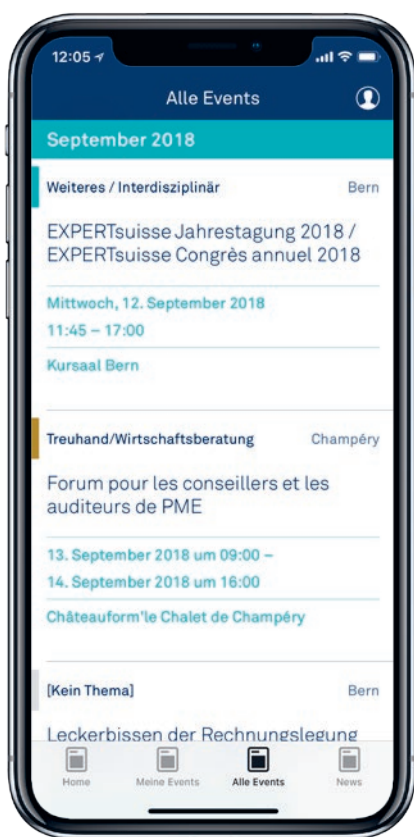 12:05
Alle Events
September 2018
Weiteres / Interdisziplinär Bern
EXPERTsuisse Jahrestagung 2018 /
EXPERTsuisse Congrès annuel 2018
Mittwoch, 12. September 2018
11:45 – 17:00
Kursaal Bern
Treuhand/Wirtschaftsberatung Champéry
Forum pour les conseillers et les
auditeurs de PME
13. September 2018 um 09:00 –
14. September 2018 um 16:00
Châteauform'le Chalet de Champéry
[Kein Thema] Bern
Leckerbissen der Rechnungslegung
Home Meine Events Alle Events News